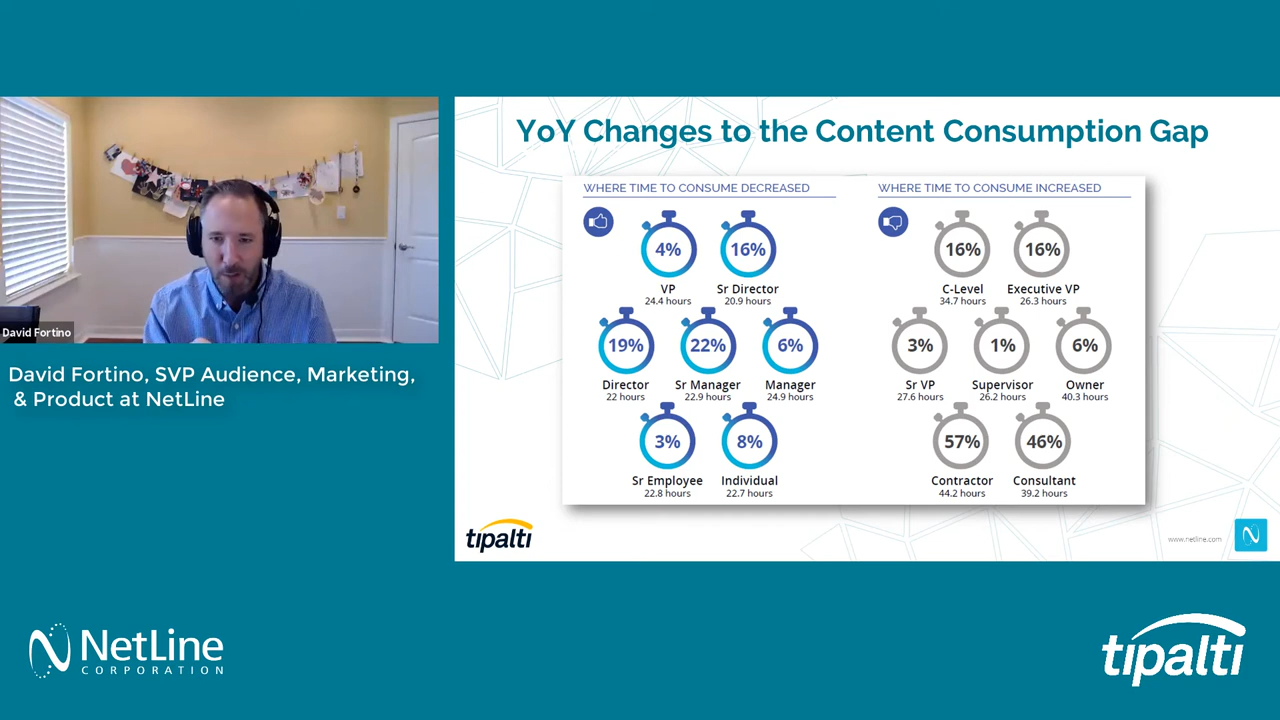 David Fortino
David Fortino, SVP Audience, Marketing,
& Product at NetLine
NetLine
CORPORATION
YoY Changes to the Content Consumption Gap
WHERE TIME TO CONSUME DECREASED
4%
VP
24.4 hours
16%
Sr Director
20.9 hours
19%
Director
22 hours
22%
Sr Manager
22.9 hours
6%
Manager
24.9 hours
3%
Sr Employee
22.8 hours
8%
Individual
22.7 hours
WHERE TIME TO CONSUME INCREASED
16%
C-Level
34.7 hours
16%
Executive VP
26.3 hours
3%
Sr VP
27.6 hours
1%
Supervisor
26.2 hours
6%
Owner
40.3 hours
57%
Contractor
44.2 hours
46%
Consultant
39.2 hours
tipalti
www.netline.com
tipalti